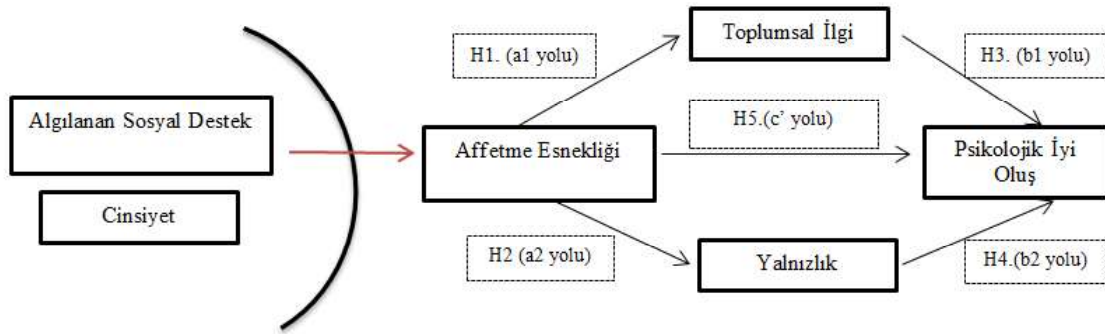 Algılanan Sosyal Destek
Cinsiyet
H1. (a1 yolu)
Toplumsal İlgi
H3. (b1 yolu)
Affetme Esnekliği
H5.(c’ yolu)
Psikolojik İyi
Oluş
H2 (a2 yolu)
Yalnızlık
H4.(b2 yolu)